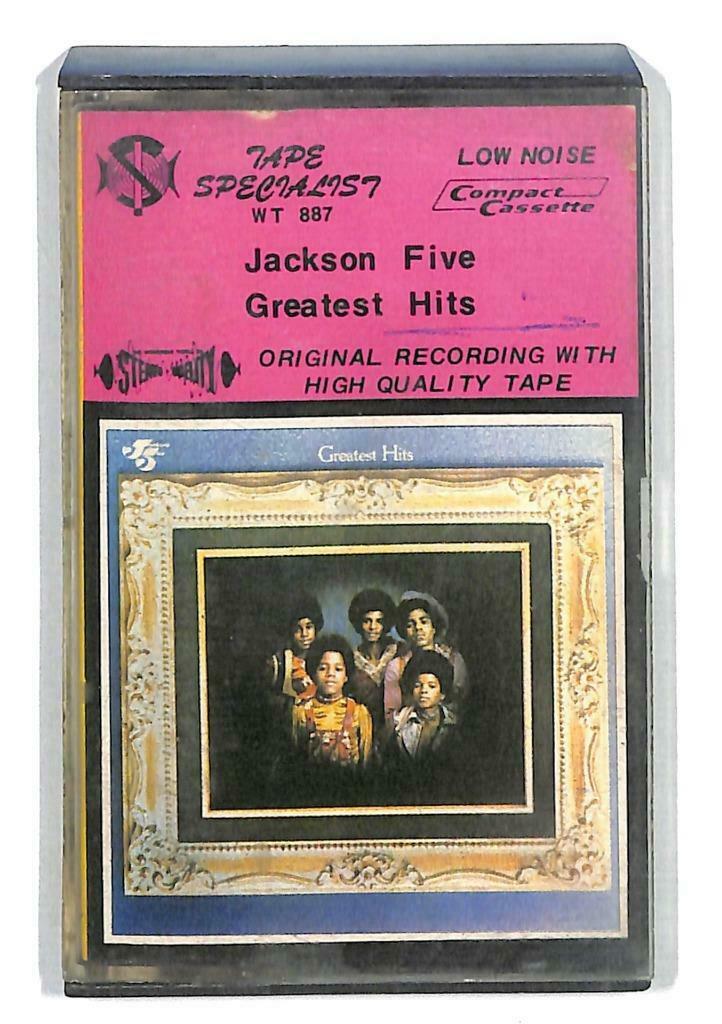 TAPE
SPECIALIST
WT 887
LOW NOISE
Compact
Cassette
Jackson Five
Greatest Hits
ORIGINAL RECORDING WITH
HIGH QUALITY TAPE
J5
Greatest Hits